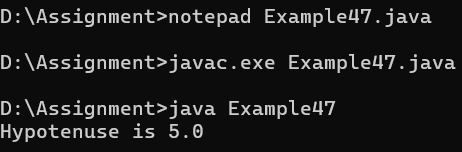 D:\Assignment>notepad Example47.java
D:\Assignment>javac.exe Example47.java
D:\Assignment>java Example47
Hypotenuse is 5.0